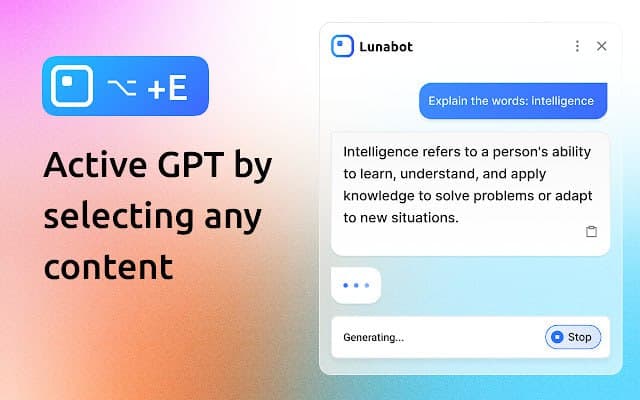 ⌥ +E
Active GPT by
selecting any
content
Lunabot
Explain the words: intelligence
Intelligence refers to a person's ability
to learn, understand, and apply
knowledge to solve problems or adapt
to new situations.
Generating...
Stop